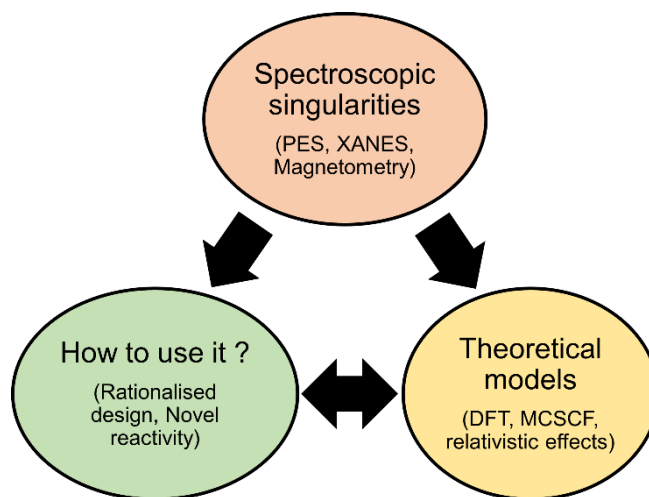 Spectroscopic
singularities
(PES, XANES,
Magnetometry)
How to use it ?
(Rationalised
design, Novel
reactivity)
Theoretical
models
(DFT, MCSCF,
relativistic effects)